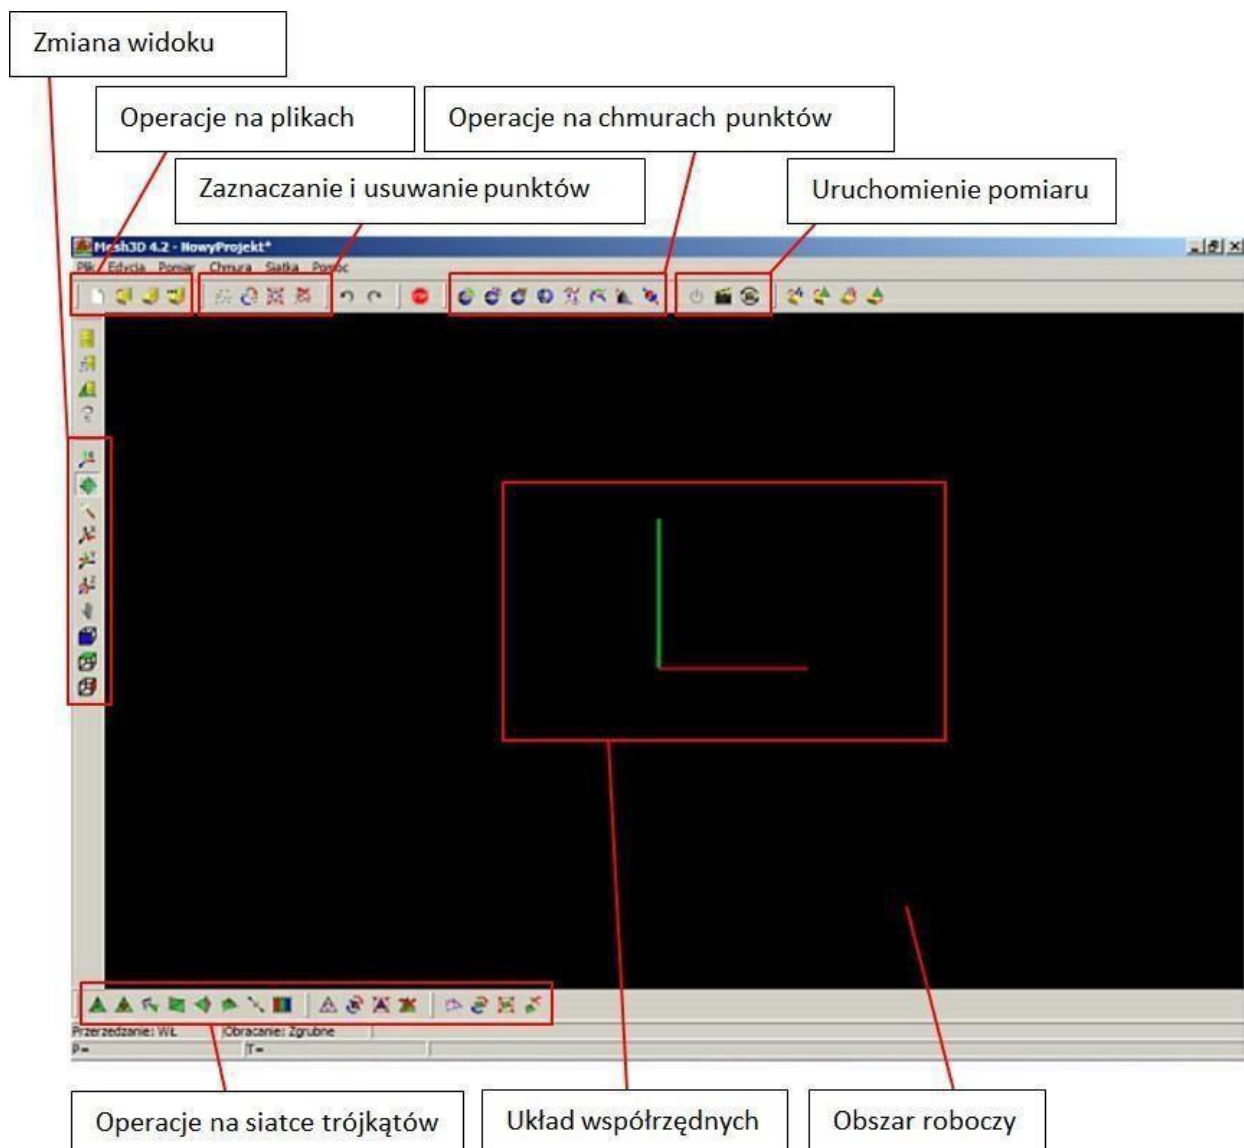 Zmiana widoku
Operacje na plikach
Operacje na chmurach punktów
Zaznaczanie i usuwanie punktów
Uruchomienie pomiaru
Mesh3D 4.2 - NowyProjekt*
Plik Edycja Pomiar Chmura Siatka Pomoc
Przerzedzanie: WŁ Obracanie: Zgrubne
P= T=
Operacje na siatce trójkątów
Układ współrzędnych
Obszar roboczy